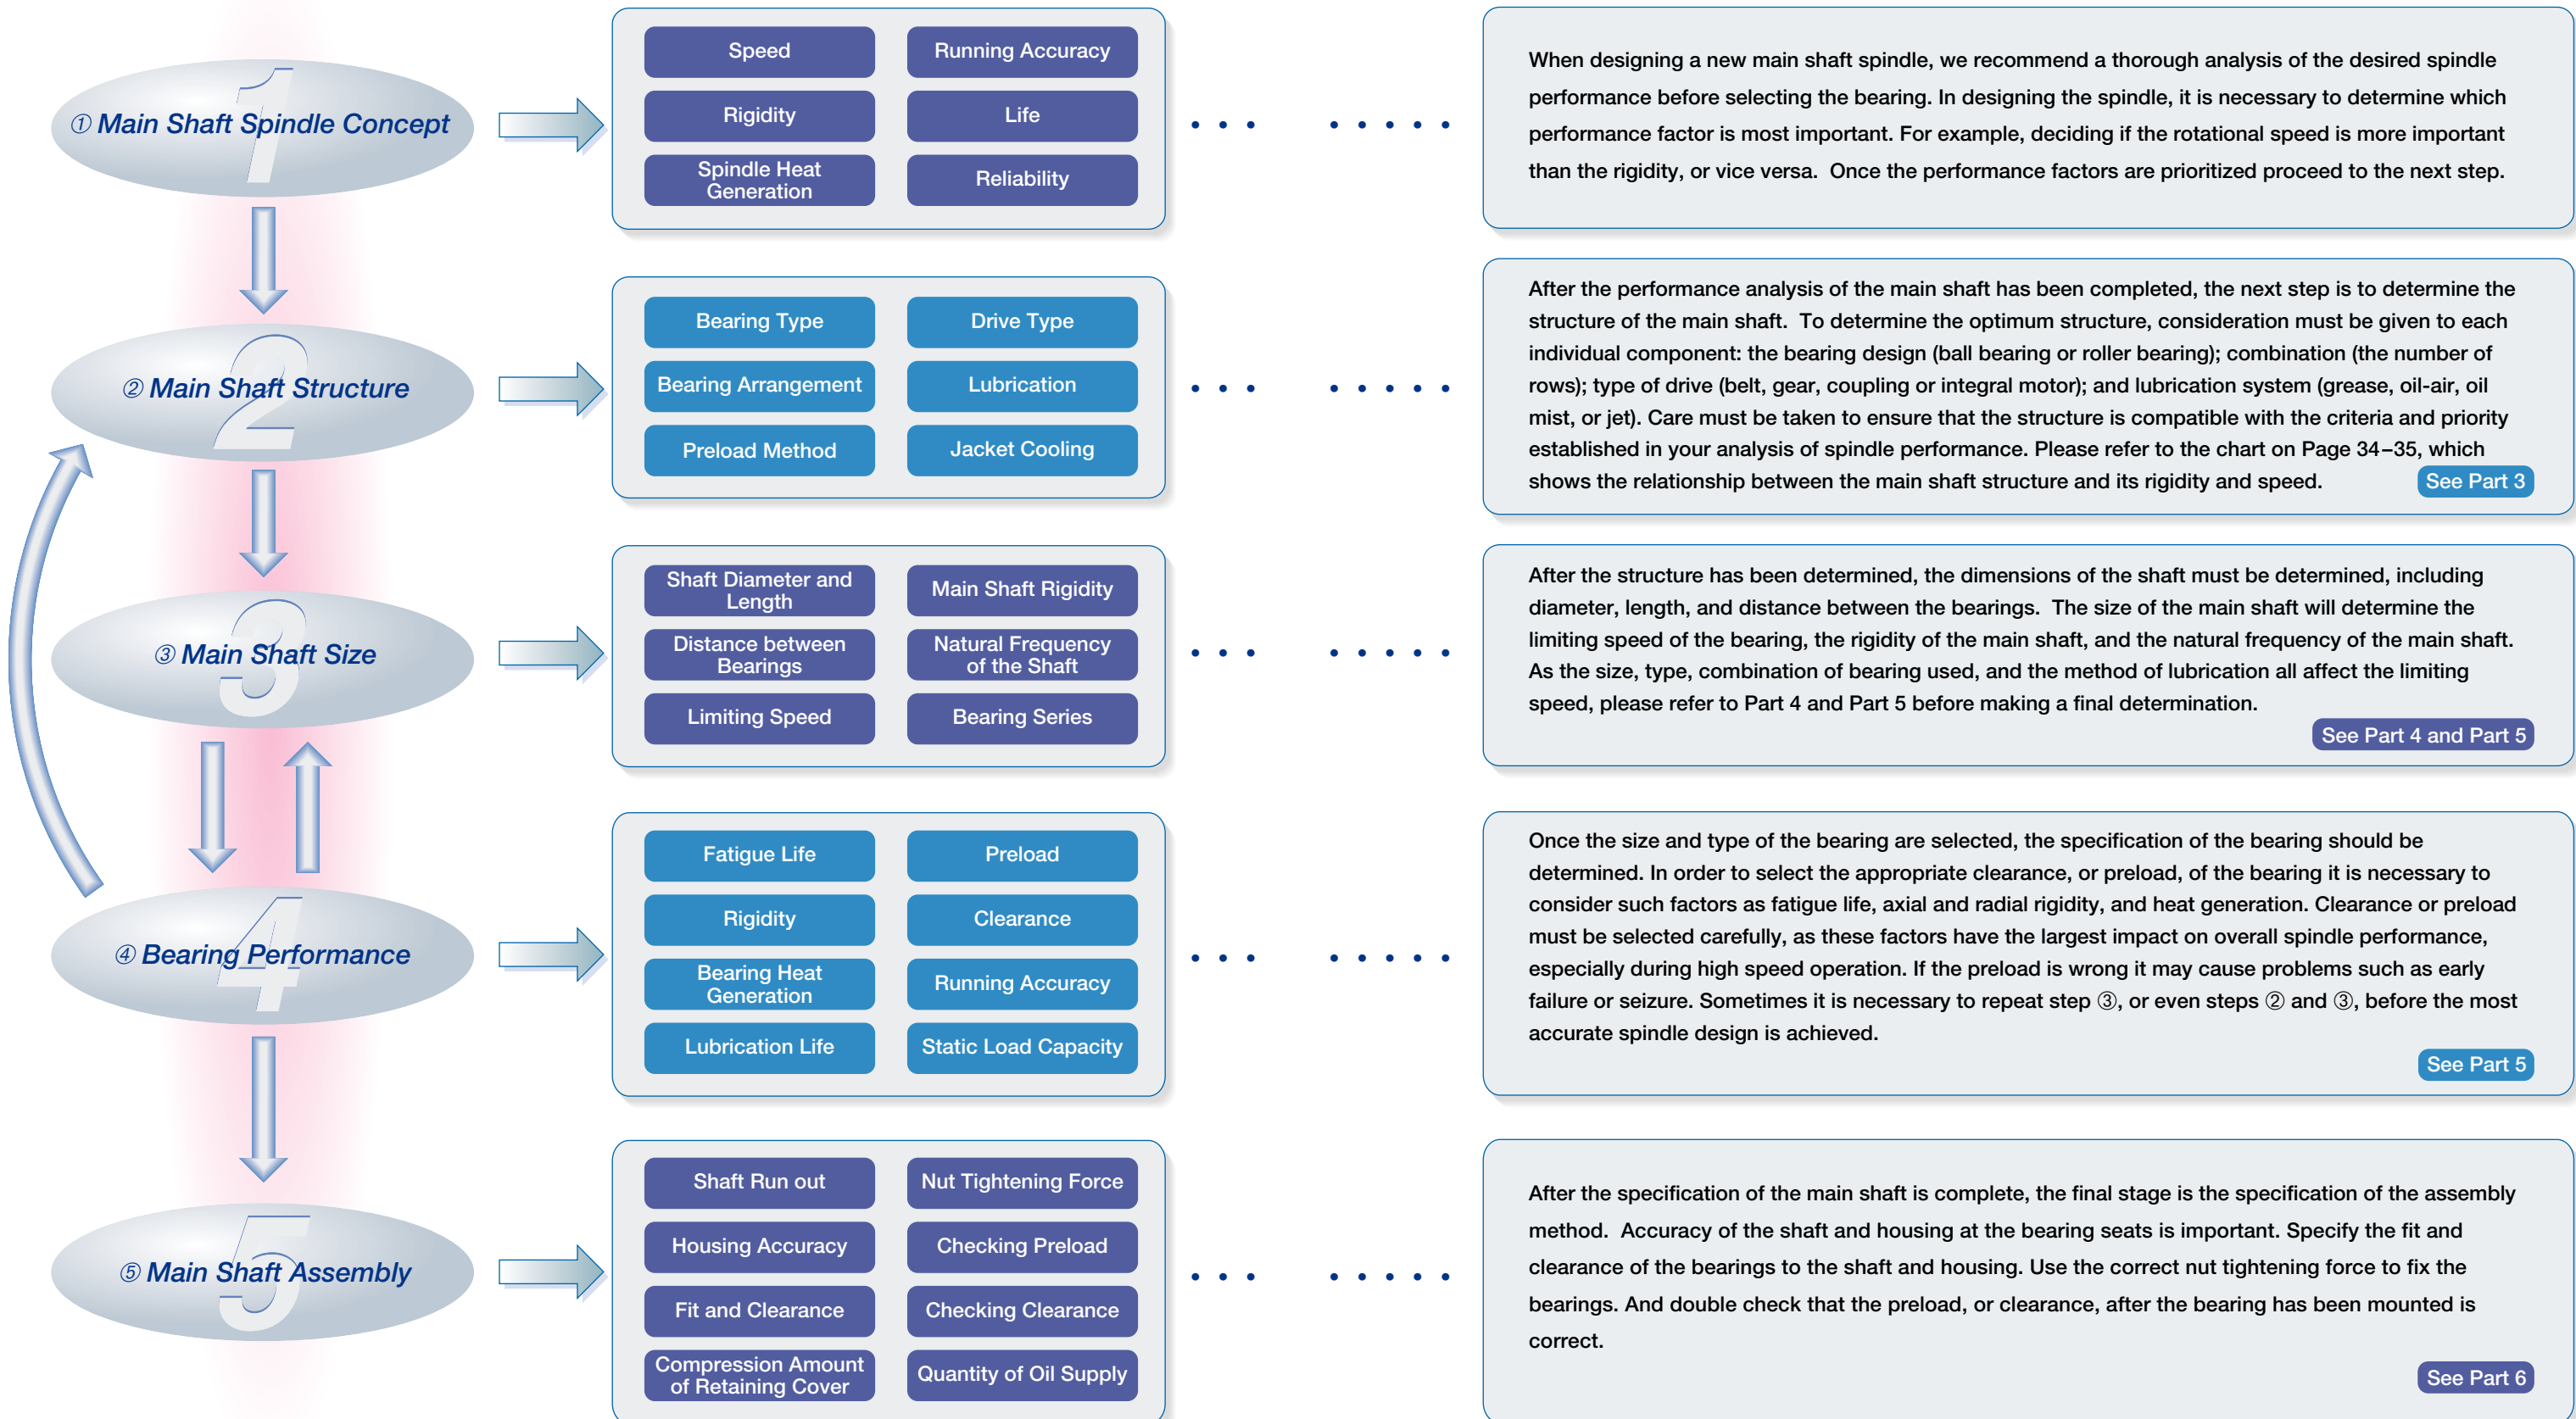 1
① Main Shaft Spindle Concept
Speed
Running Accuracy
Rigidity
Life
Spindle Heat
Generation
Reliability
When designing a new main shaft spindle, we recommend a thorough analysis of the desired spindle
performance before selecting the bearing. In designing the spindle, it is necessary to determine which
performance factor is most important. For example, deciding if the rotational speed is more important
than the rigidity, or vice versa.  Once the performance factors are prioritized proceed to the next step.
2
② Main Shaft Structure
Bearing Type
Drive Type
Bearing Arrangement
Lubrication
Preload Method
Jacket Cooling
After the performance analysis of the main shaft has been completed, the next step is to determine the
structure of the main shaft.  To determine the optimum structure, consideration must be given to each
individual component: the bearing design (ball bearing or roller bearing); combination (the number of
rows); type of drive (belt, gear, coupling or integral motor); and lubrication system (grease, oil-air, oil
mist, or jet). Care must be taken to ensure that the structure is compatible with the criteria and priority
established in your analysis of spindle performance. Please refer to the chart on Page 34–35, which
shows the relationship between the main shaft structure and its rigidity and speed.
See Part 3
3
③ Main Shaft Size
Shaft Diameter and
Length
Main Shaft Rigidity
Distance between
Bearings
Natural Frequency
of the Shaft
Limiting Speed
Bearing Series
After the structure has been determined, the dimensions of the shaft must be determined, including
diameter, length, and distance between the bearings.  The size of the main shaft will determine the
limiting speed of the bearing, the rigidity of the main shaft, and the natural frequency of the main shaft.
As the size, type, combination of bearing used, and the method of lubrication all affect the limiting
speed, please refer to Part 4 and Part 5 before making a final determination.
See Part 4 and Part 5
4
④ Bearing Performance
Fatigue Life
Preload
Rigidity
Clearance
Bearing Heat
Generation
Running Accuracy
Lubrication Life
Static Load Capacity
Once the size and type of the bearing are selected, the specification of the bearing should be
determined. In order to select the appropriate clearance, or preload, of the bearing it is necessary to
consider such factors as fatigue life, axial and radial rigidity, and heat generation. Clearance or preload
must be selected carefully, as these factors have the largest impact on overall spindle performance,
especially during high speed operation. If the preload is wrong it may cause problems such as early
failure or seizure. Sometimes it is necessary to repeat step ③, or even steps ② and ③, before the most
accurate spindle design is achieved.
See Part 5
5
⑤ Main Shaft Assembly
Shaft Run out
Nut Tightening Force
Housing Accuracy
Checking Preload
Fit and Clearance
Checking Clearance
Compression Amount
of Retaining Cover
Quantity of Oil Supply
After the specification of the main shaft is complete, the final stage is the specification of the assembly
method.  Accuracy of the shaft and housing at the bearing seats is important. Specify the fit and
clearance of the bearings to the shaft and housing. Use the correct nut tightening force to fix the
bearings. And double check that the preload, or clearance, after the bearing has been mounted is
correct.
See Part 6